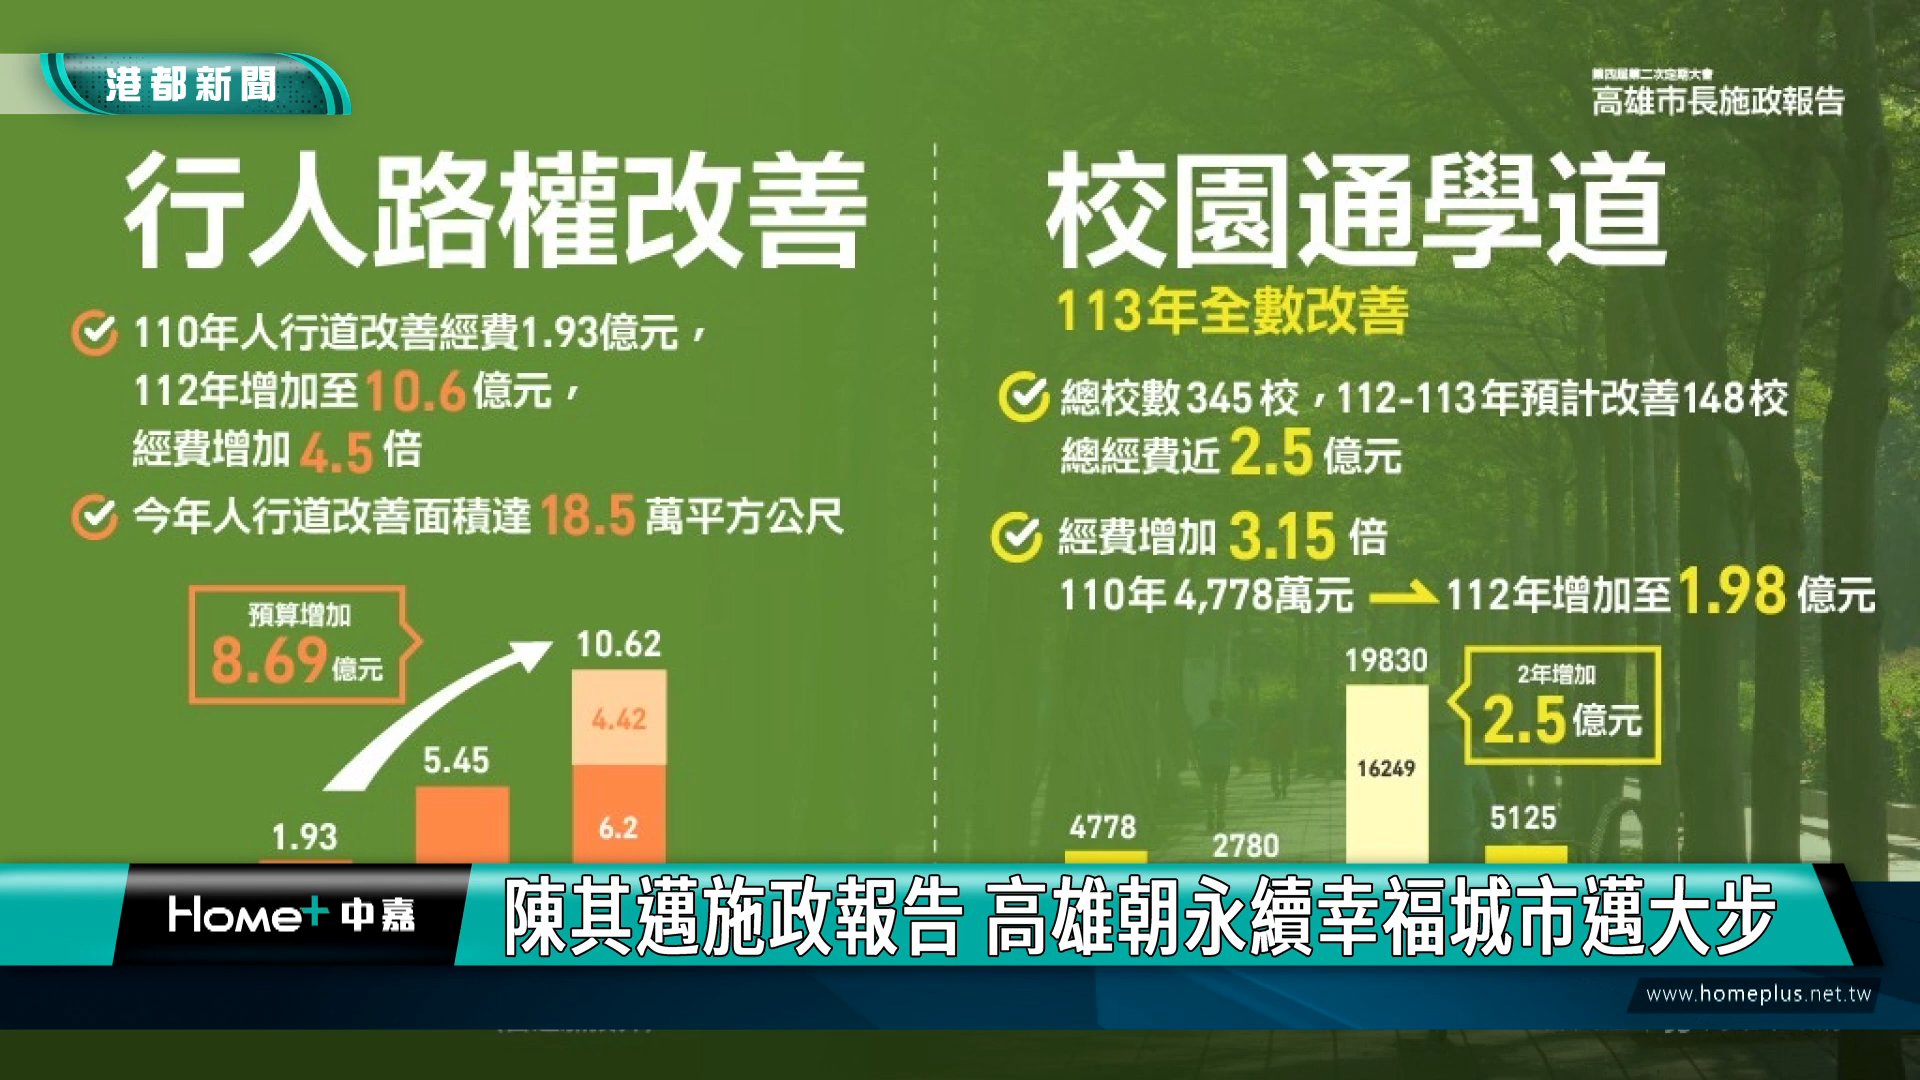 港都新聞
第四屆第二次定期大會
高雄市長施政報告
行人路權改善
110年人行道改善經費1.93億元，
112年增加至10.6億元，
經費增加4.5倍
今年人行道改善面積達18.5萬平方公尺
預算增加
8.69億元
10.62
4.42
5.45
6.2
1.93
校園通學道
113年全數改善
總校數345校，112-113年預計改善148校
總經費近2.5億元
經費增加3.15倍
110年4,778萬元 112年增加至1.98億元
19830
2年增加
2.5億元
16249
4778
2780
5125
Home+中嘉
陳其邁施政報告 高雄朝永續幸福城市邁大步
www.homeplus.net.tw